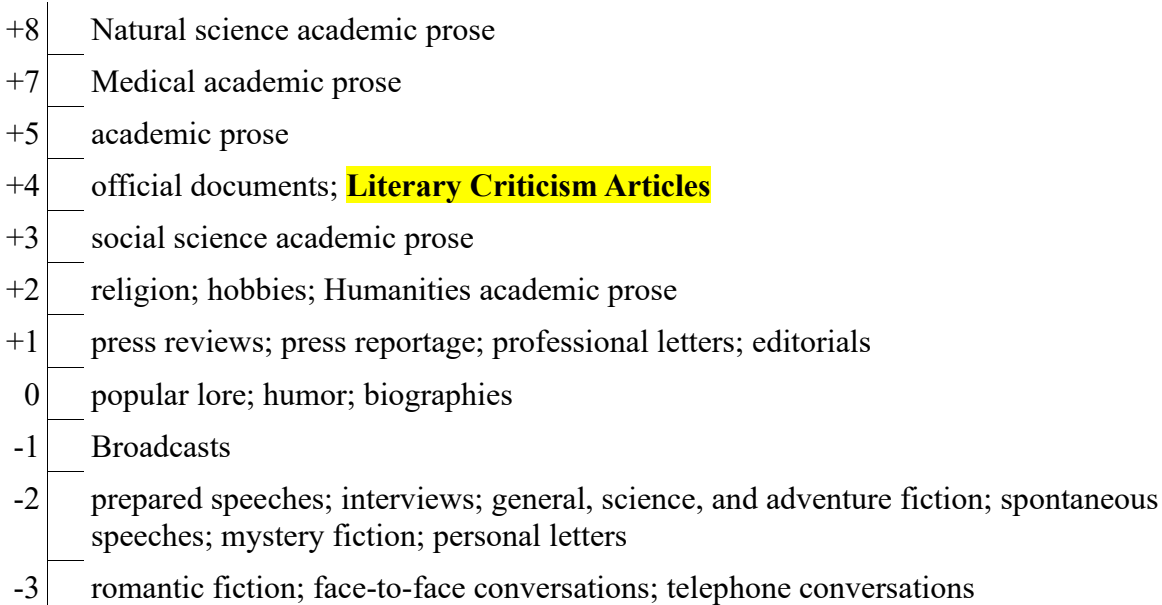 +8 Natural science academic prose
+7 Medical academic prose
+5 academic prose
+4 official documents; Literary Criticism Articles
+3 social science academic prose
+2 religion; hobbies; Humanities academic prose
+1 press reviews; press reportage; professional letters; editorials
0 popular lore; humor; biographies
-1 Broadcasts
-2 prepared speeches; interviews; general, science, and adventure fiction; spontaneous
speeches; mystery fiction; personal letters
-3 romantic fiction; face-to-face conversations; telephone conversations